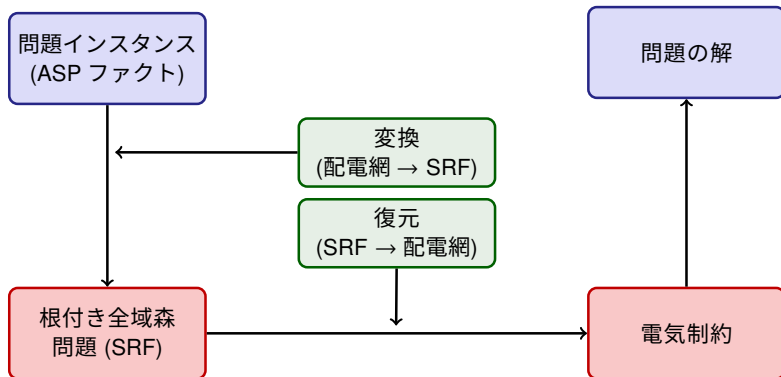 問題インスタンス
(ASP ファクト)
問題の解
変換
(配電網 → SRF)
復元
(SRF → 配電網)
根付き全域森
問題 (SRF)
電気制約